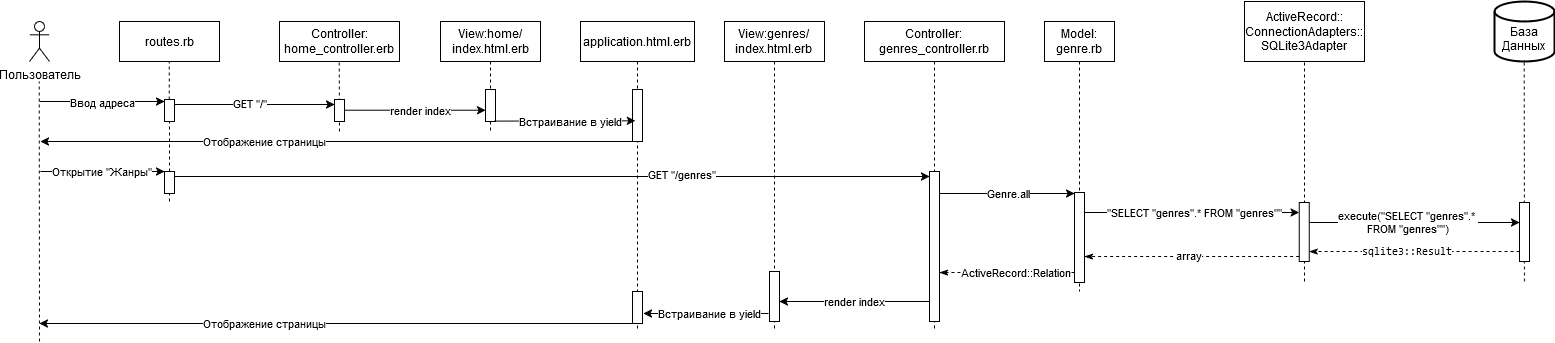 Пользователь
routes.rb
Controller:
home_controller.erb
View:home/
index.html.erb
application.html.erb
View:genres/
index.html.erb
Controller:
genres_controller.rb
Model:
genre.rb
ActiveRecord::
ConnectionAdapters::
SQLite3Adapter
База
Данных
Ввод адреса
GET "/"
render index
Встраивание в yield
Отображение страницы
Открытие "Жанры"
GET "/genres"
Genre.all
"SELECT "genres".* FROM "genres""
execute("SELECT "genres".*
FROM "genres"")
sqlite3::Result
array
ActiveRecord::Relation
render index
Встраивание в yield
Отображение страницы